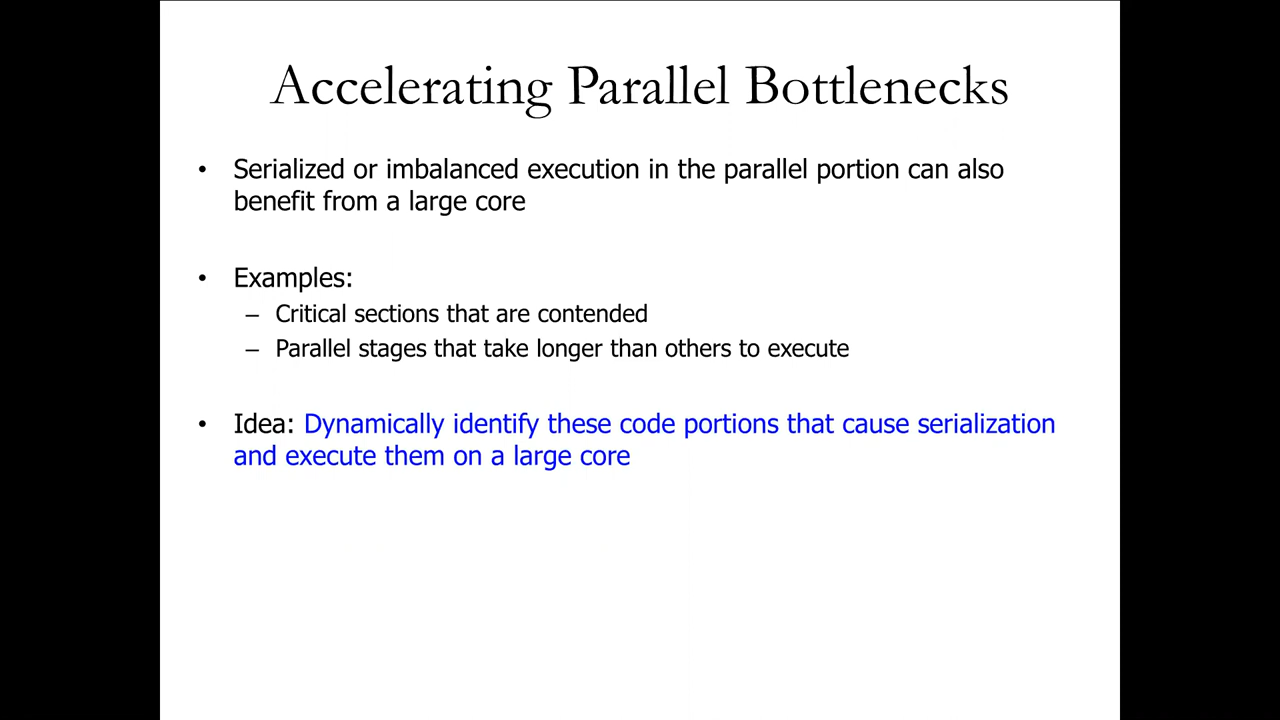 Accelerating Parallel Bottlenecks
• Serialized or imbalanced execution in the parallel portion can also
benefit from a large core
• Examples:
– Critical sections that are contended
– Parallel stages that take longer than others to execute
• Idea: Dynamically identify these code portions that cause serialization
and execute them on a large core